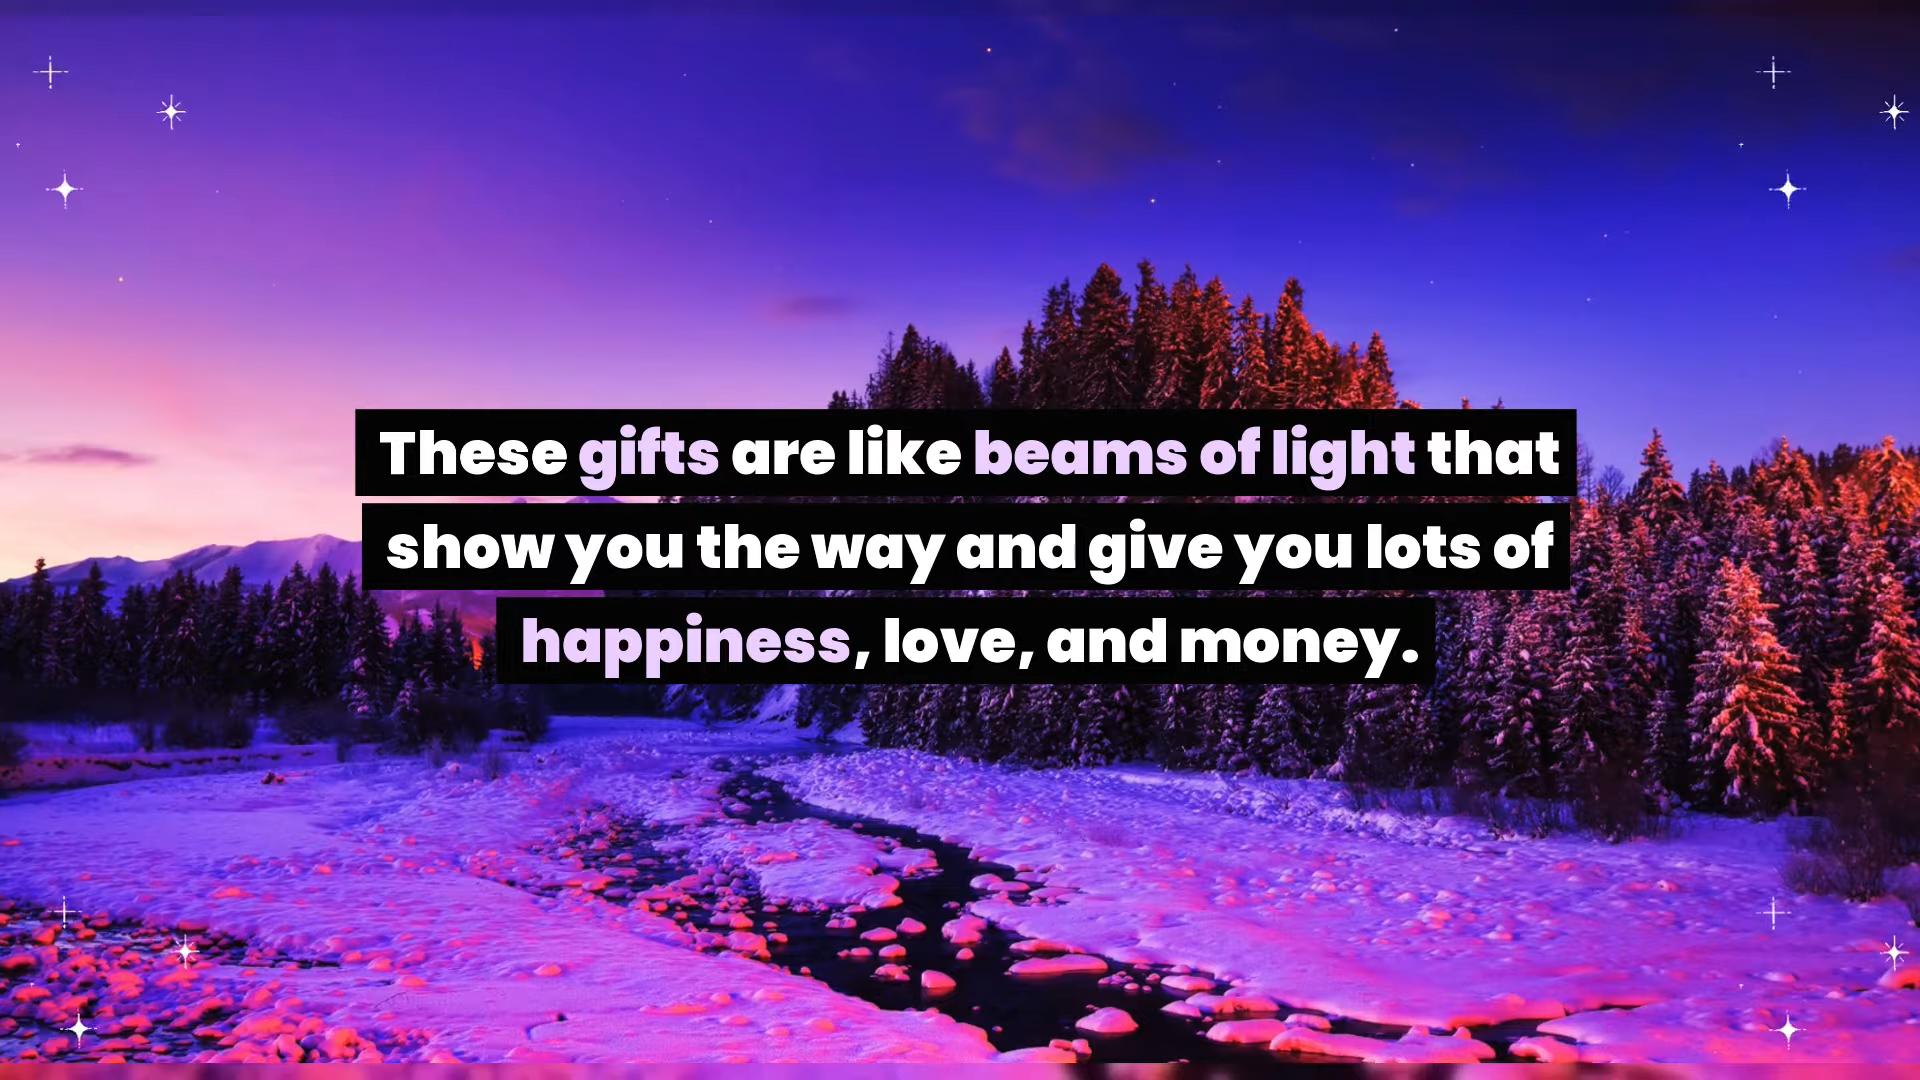 These gifts are like beams of light that
show you the way and give you lots of
happiness, love, and money.